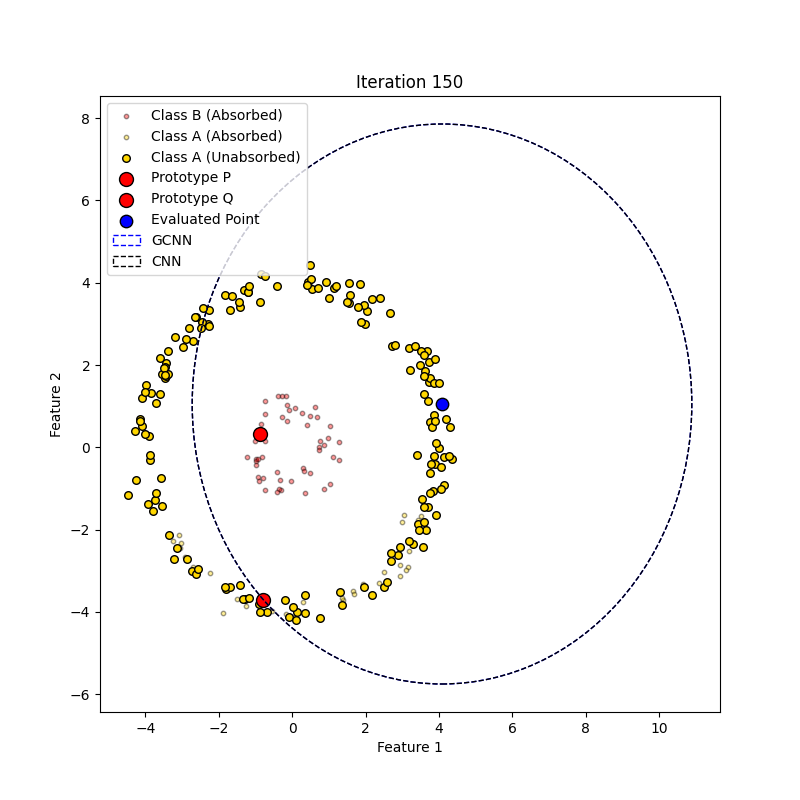 Iteration 150
Class B (Absorbed)
Class A (Absorbed)
Class A (Unabsorbed)
Prototype P
Prototype Q
Evaluated Point
GCNN
CNN
8
6
4
2
0
−2
−4
−6
Feature 2
−4 −2 0 2 4 6 8 10
Feature 1